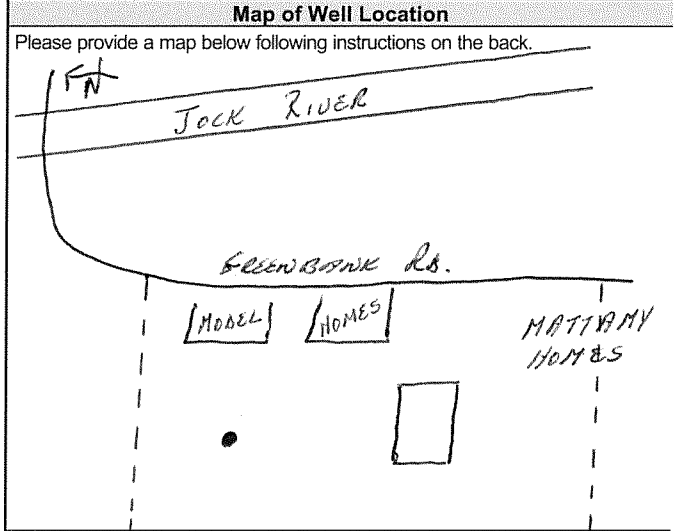 Map of Well Location
Please provide a map below following instructions on the back.
N
JOCK RIVER
GREENBANK RD.
MODEL
HOMES
MATTAMY
HOMES